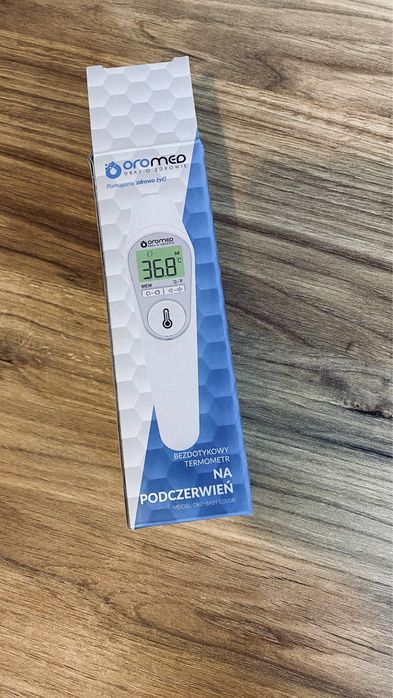 OROMED
DBAJ O ZDROWIE
Pomagamy zdrowo żyć!
OROMED
M
36.8°C
MEM °C-°F
BEZDOTYKOWY
TERMOMETR
NA
PODCZERWIEŃ
MODEL: ORO-BABY COLOR